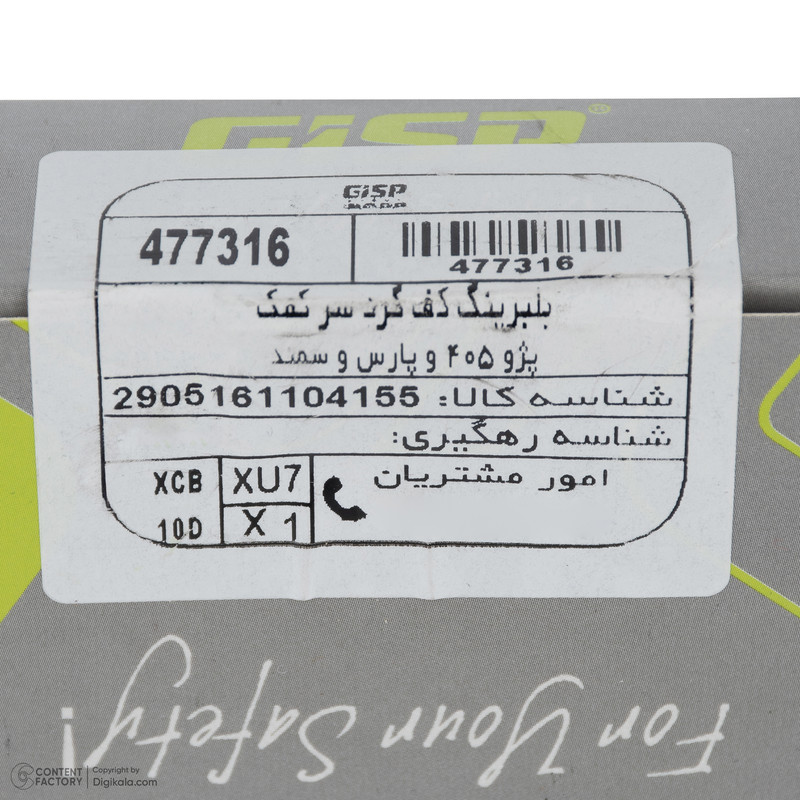 GISP®
GISP
477316
477316
بلبرینگ کف گرد سر کمک
پژو ۴۰۵ و پارس و سمند
شناسه کالا: 2905161104155
شناسه رهگیری:
امور مشتریان
XCB XU7
10D X 1
For Your Safety!
CONTENT FACTORY
Copyright by
Digikala.com